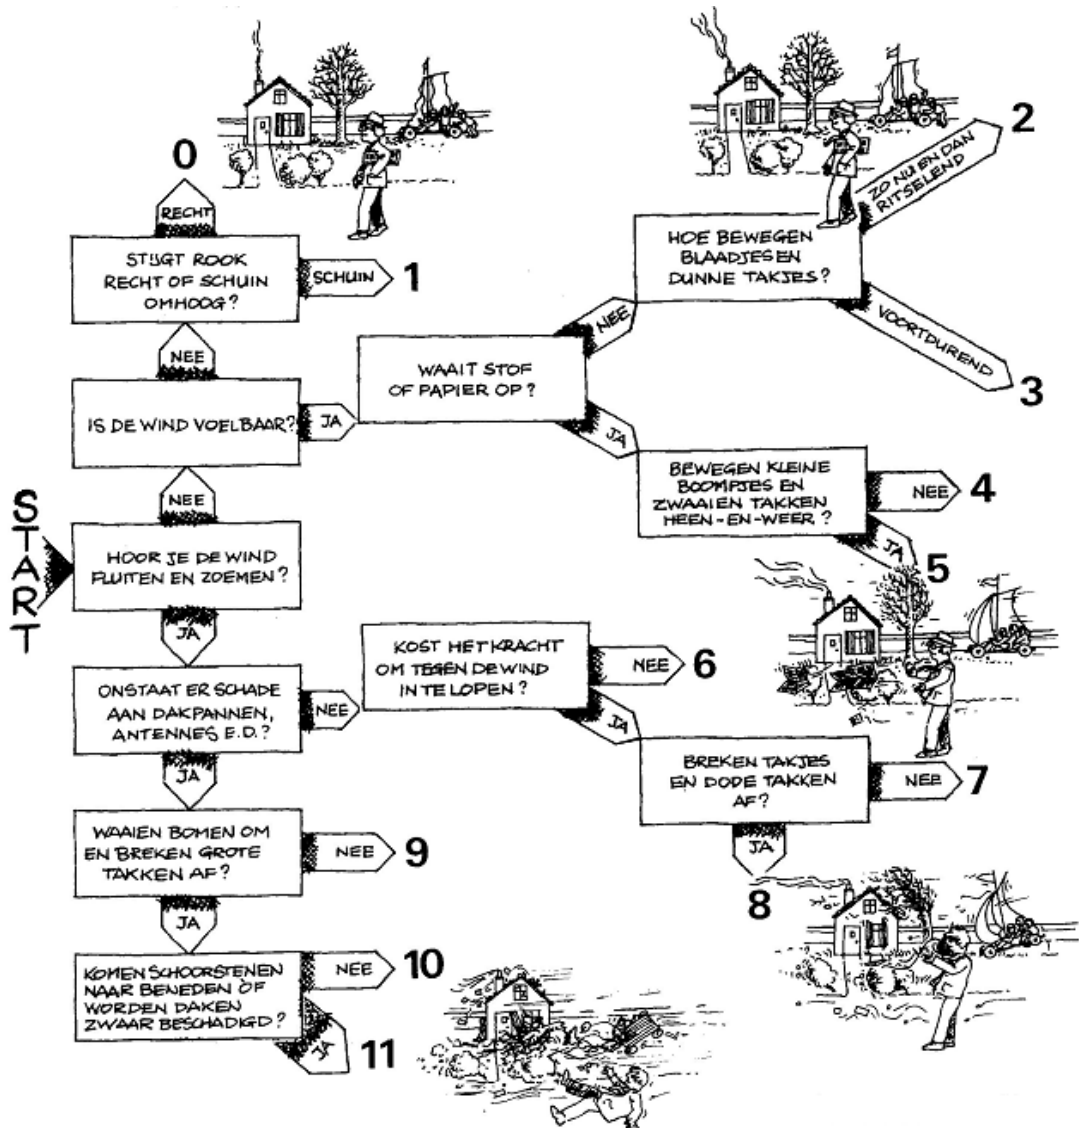 0
RECHT
STIJGT ROOK
RECHT OF SCHUIN
OMHOOG?
SCHUIN
1
NEE
IS DE WIND VOELBAAR?
JA
NEE
START
HOOR JE DE WIND
FLUITEN EN ZOEMEN?
JA
ONSTAAT ER SCHADE
AAN DAKPANNEN,
ANTENNES E.D.?
NEE
JA
WAAIEN BOMEN OM
EN BREKEN GROTE
TAKKEN AF?
NEE
9
JA
KOMEN SCHOORSTENEN
NAAR BENEDEN ÒF
WORDEN DAKEN
ZWAAR BESCHADIGD?
NEE
10
JA
11
WAAIT STOF
OF PAPIER OP?
NEE
HOE BEWEGEN
BLAADJES EN
DUNNE TAKJES?
ZO NU EN DAN
RITSELEND
2
VOORTDUREND
3
JA
BEWEGEN KLEINE
BOOMPJES EN
ZWAAIEN TAKKEN
HEEN-EN-WEER?
NEE
4
JA
5
KOST HET KRACHT
OM TEGEN DE WIND
IN TE LOPEN?
NEE
6
JA
BREKEN TAKJES
EN DODE TAKKEN
AF?
NEE
7
JA
8